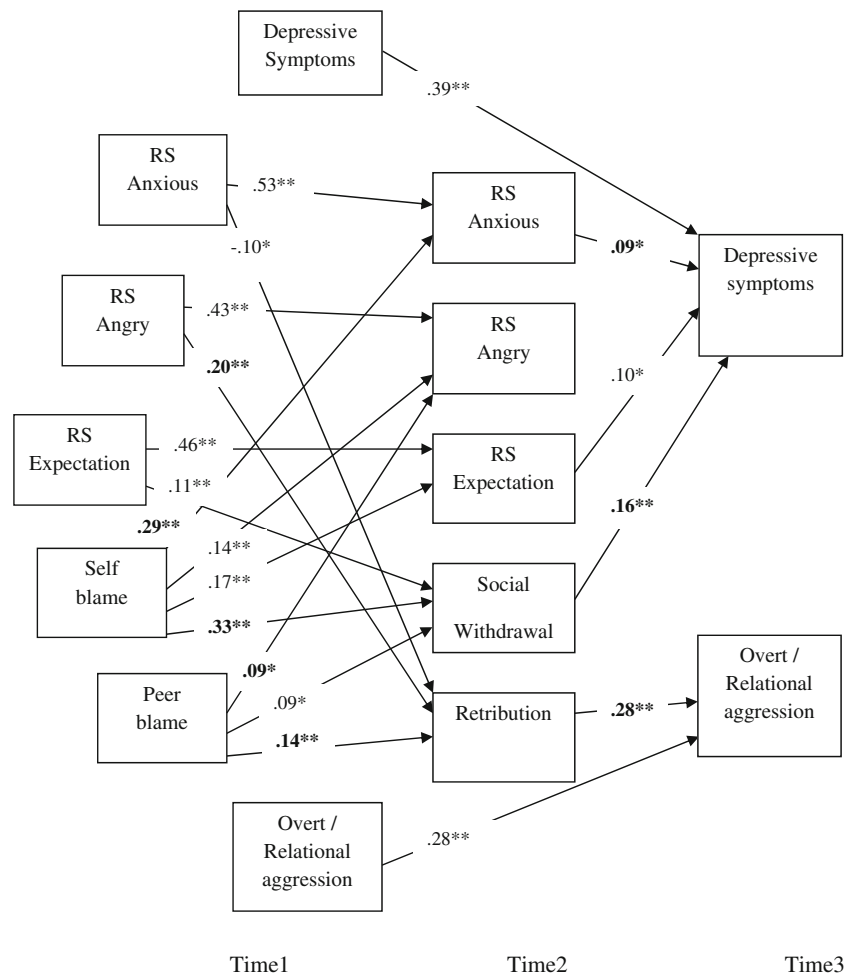 Depressive
Symptoms
.39**
RS
Anxious
.53**
RS
Anxious
-.10*
.09*
Depressive
symptoms
RS
Angry
.43**
RS
Angry
.20**
.10*
RS
Expectation
.46**
RS
Expectation
.11**
.29**
.16**
Self
blame
.14**
.17**
.33**
Social
Withdrawal
Overt /
Relational
aggression
Peer
blame
.09*
.09*
.14**
Retribution
.28**
Overt /
Relational
aggression
.28**
Time1
Time2
Time3